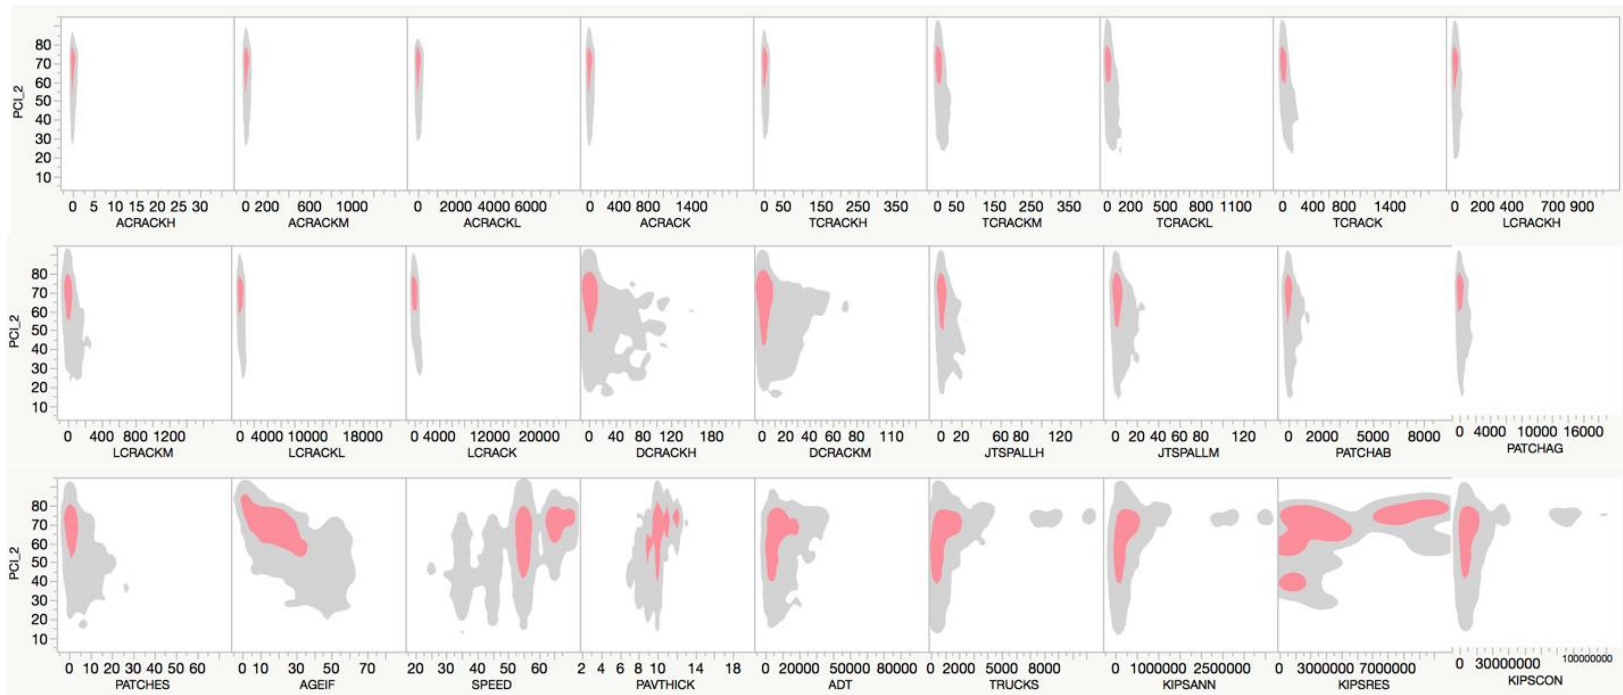 PCI_2
80
70
60
50
40
30
20
10
0 5 10 15 20 25 30
0 200 600 1000
0 2000 4000 6000
0 400 800 1400
0 50 150 250 350
0 50 150 250 350
0 200 500 800 1100
0 400 800 1400
0 200 400 700 900
ACRACKH
ACRACKM
ACRACKL
ACRACK
TCRACKH
TCRACKM
TCRACKL
TCRACK
LCRACKH
PCI_2
80
70
60
50
40
30
20
10
0 400 800 1200
0 4000 10000 18000
0 4000 12000 20000
0 40 80 120 180
0 20 40 60 80 110
0 20 60 80 120
0 20 40 60 80 120
0 2000 5000 8000
0 4000 10000 16000
LCRACKM
LCRACKL
LCRACK
DCRACKH
DCRACKM
JTSPALLH
JTSPALLM
PATCHAB
PATCHAG
PCI_2
80
70
60
50
40
30
20
10
0 10 20 30 40 50 60
0 10 30 50 70
20 30 40 50 60
2 4 6 8 10 14 18
0 20000 50000 80000
0 2000 5000 8000
0 1000000 2500000
0 30000000 70000000
0 30000000 100000000
PATCHES
AGEIF
SPEED
PAVTHICK
ADT
TRUCKS
KIPSANN
KIPSRES
KIPSCON